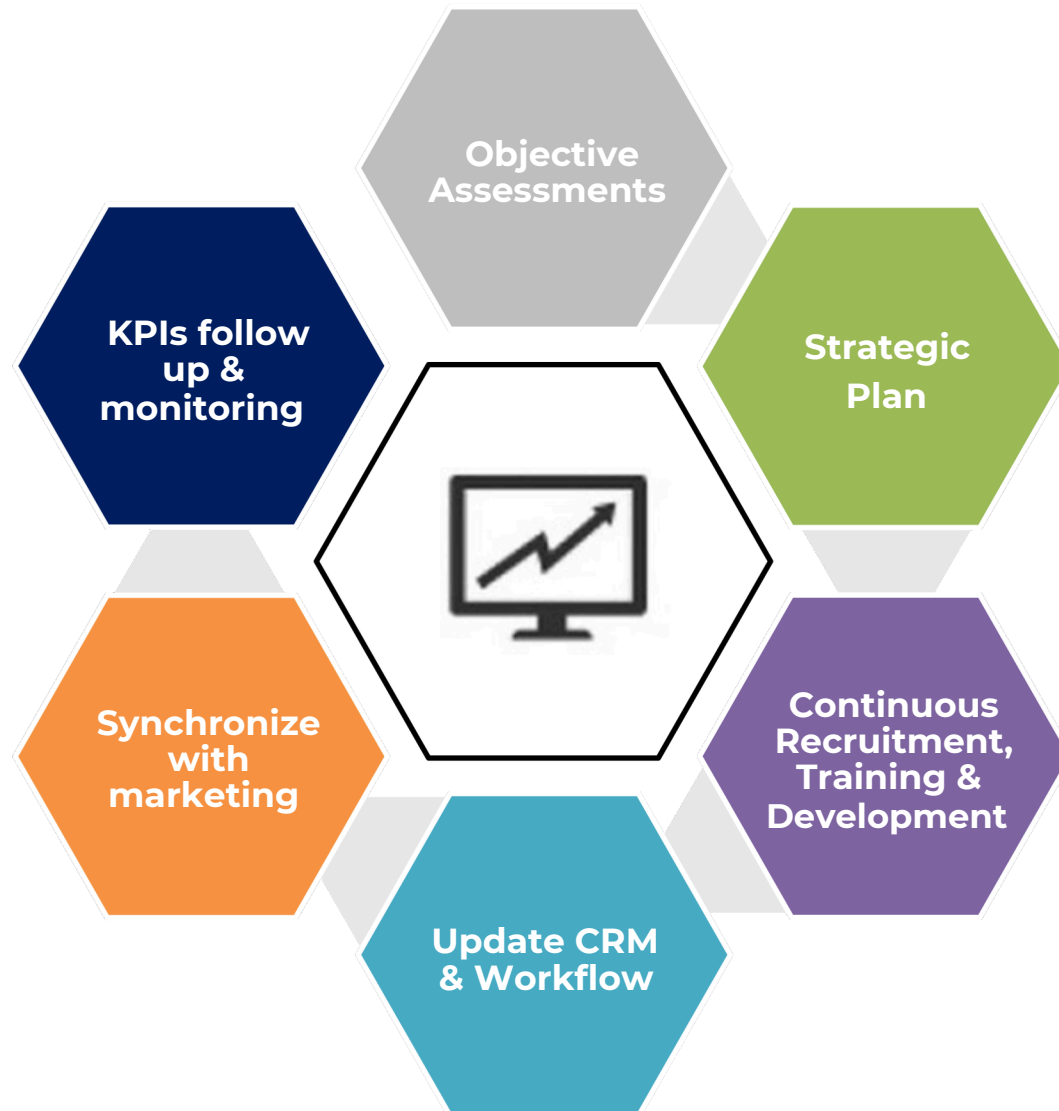 Objective
Assessments
Strategic
Plan
Continuous
Recruitment,
Training &
Development
Update CRM
& Workflow
Synchronize
with
marketing
KPIs follow
up &
monitoring